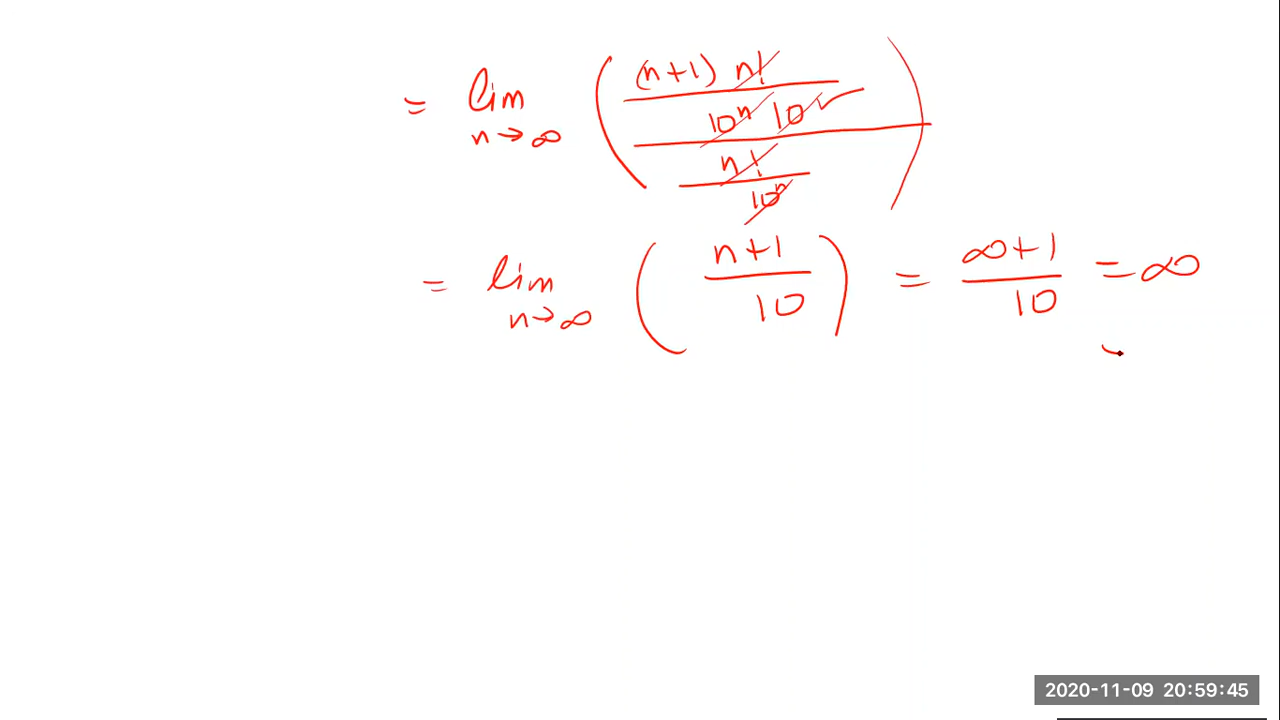 = lim n→∞ ( (n+1) n! / 10ⁿ 10 / n! / 10ⁿ )
= lim n→∞ ( n+1 / 10 ) = ∞+1 / 10 = ∞
2020-11-09 20:59:45